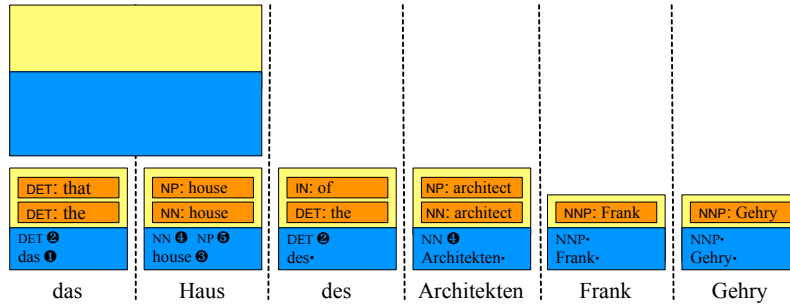 DET: that
DET: the
DET ❷
das ❶
NP: house
NN: house
NN ❹ NP ❺
house ❸
IN: of
DET: the
DET ❷
des•
NP: architect
NN: architect
NN ❹
Architekten•
NNP: Frank
NNP•
Frank•
NNP: Gehry
NNP•
Gehry•
das Haus des Architekten Frank Gehry